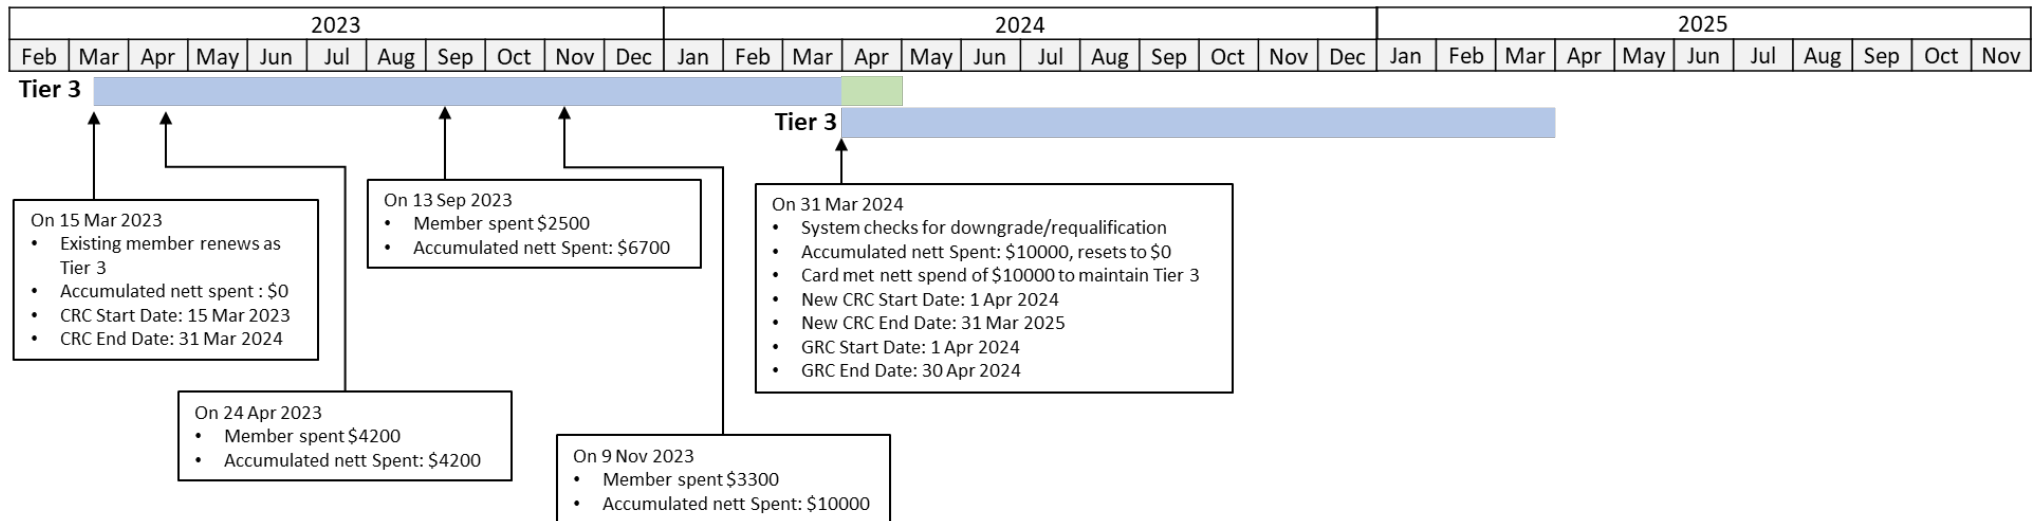 2023 2024 2025
Feb Mar Apr May Jun Jul Aug Sep Oct Nov Dec Jan Feb Mar Apr May Jun Jul Aug Sep Oct Nov Dec Jan Feb Mar Apr May Jun Jul Aug Sep Oct Nov
Tier 3
Tier 3
On 15 Mar 2023
• Existing member renews as
Tier 3
• Accumulated nett spent : $0
• CRC Start Date: 15 Mar 2023
• CRC End Date: 31 Mar 2024
On 24 Apr 2023
• Member spent $4200
• Accumulated nett Spent: $4200
On 13 Sep 2023
• Member spent $2500
• Accumulated nett Spent: $6700
On 9 Nov 2023
• Member spent $3300
• Accumulated nett Spent: $10000
On 31 Mar 2024
• System checks for downgrade/requalification
• Accumulated nett Spent: $10000, resets to $0
• Card met nett spend of $10000 to maintain Tier 3
• New CRC Start Date: 1 Apr 2024
• New CRC End Date: 31 Mar 2025
• GRC Start Date: 1 Apr 2024
• GRC End Date: 30 Apr 2024